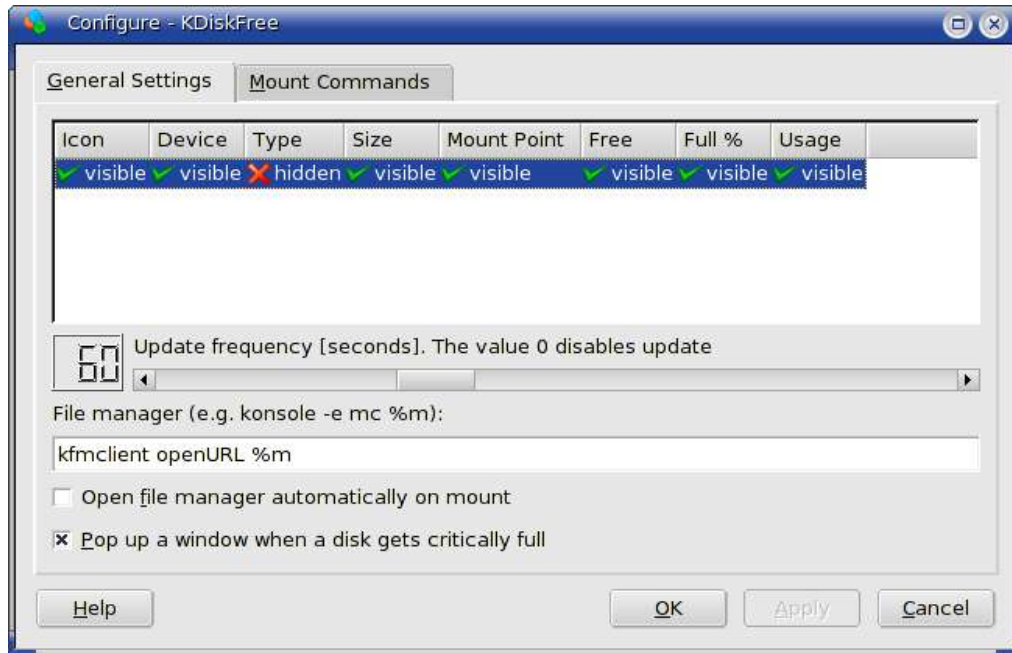 Configure - KDiskFree
General Settings Mount Commands
Icon Device Type Size Mount Point Free Full % Usage
visible visible hidden visible visible visible visible visible
60 Update frequency [seconds]. The value 0 disables update
File manager (e.g. konsole -e mc %m):
kfmclient openURL %m
Open file manager automatically on mount
Pop up a window when a disk gets critically full
Help OK Apply Cancel